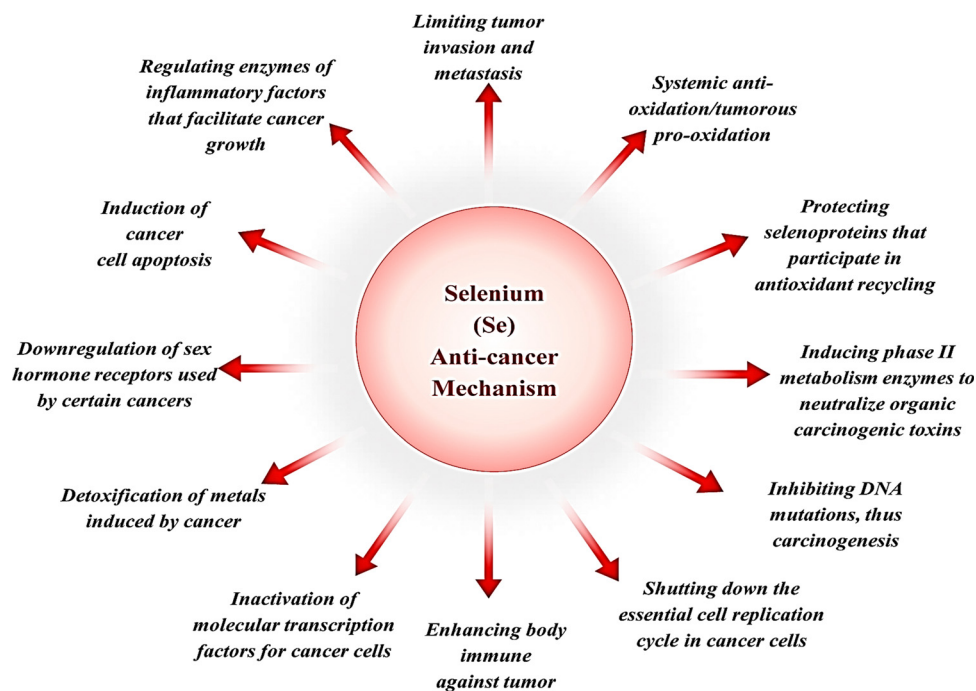 Limiting tumor
invasion and
metastasis
Systemic anti-
oxidation/tumorous
pro-oxidation
Protecting
selenoproteins that
participate in
antioxidant recycling
Inducing phase II
metabolism enzymes to
neutralize organic
carcinogenic toxins
Inhibiting DNA
mutations, thus
carcinogenesis
Shutting down the
essential cell replication
cycle in cancer cells
Enhancing body
immune
against tumor
Inactivation of
molecular transcription
factors for cancer cells
Detoxification of metals
induced by cancer
Downregulation of sex
hormone receptors used
by certain cancers
Induction of
cancer
cell apoptosis
Regulating enzymes of
inflammatory factors
that facilitate cancer
growth
Selenium
(Se)
Anti-cancer
Mechanism